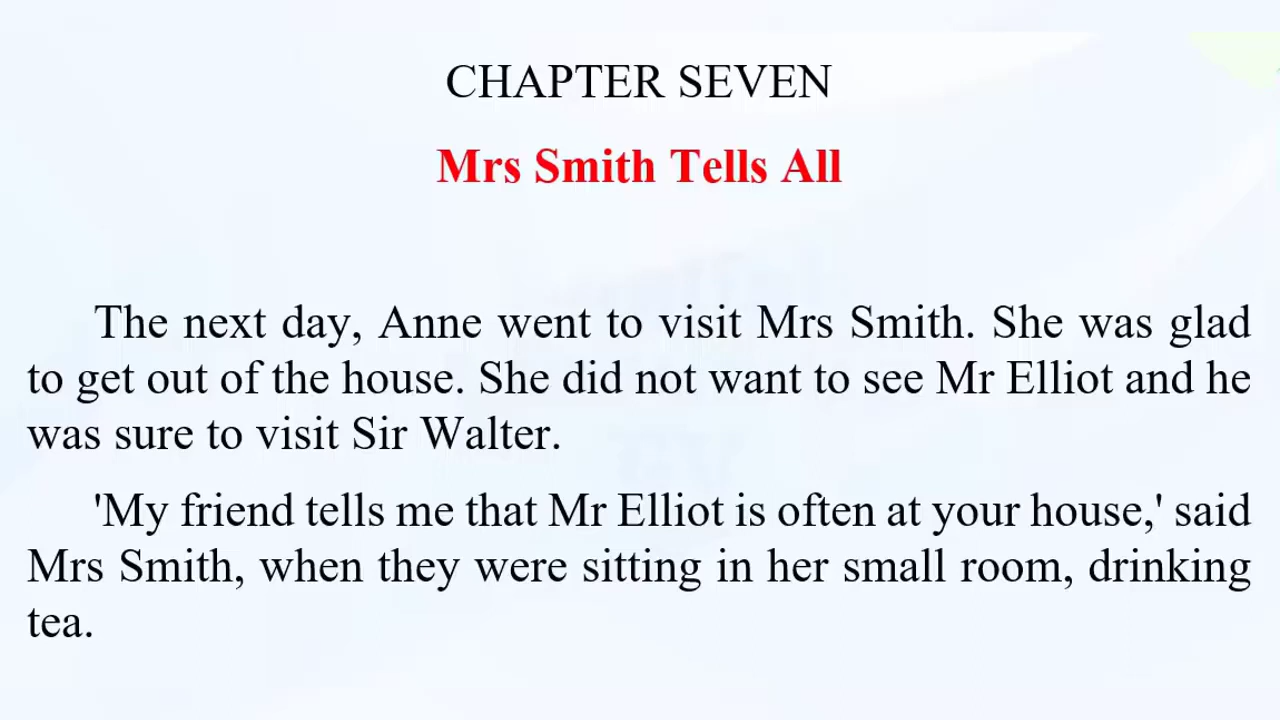 CHAPTER SEVEN
Mrs Smith Tells All
The next day, Anne went to visit Mrs Smith. She was glad
to get out of the house. She did not want to see Mr Elliot and he
was sure to visit Sir Walter.
'My friend tells me that Mr Elliot is often at your house,' said
Mrs Smith, when they were sitting in her small room, drinking
tea.